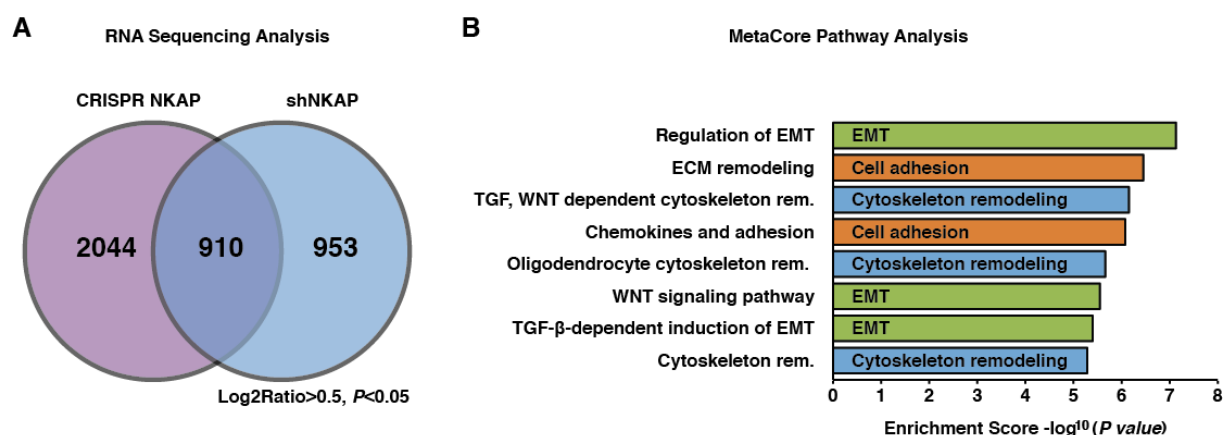 A
RNA Sequencing Analysis
CRISPR NKAP
shNKAP
2044
910
953
Log2Ratio>0.5, P<0.05
B
MetaCore Pathway Analysis
Regulation of EMT
EMT
ECM remodeling
Cell adhesion
TGF, WNT dependent cytoskeleton rem.
Cytoskeleton remodeling
Chemokines and adhesion
Cell adhesion
Oligodendrocyte cytoskeleton rem.
Cytoskeleton remodeling
WNT signaling pathway
EMT
TGF-β-dependent induction of EMT
EMT
Cytoskeleton rem.
Cytoskeleton remodeling
0 1 2 3 4 5 6 7 8
Enrichment Score -log¹⁰ (P value)